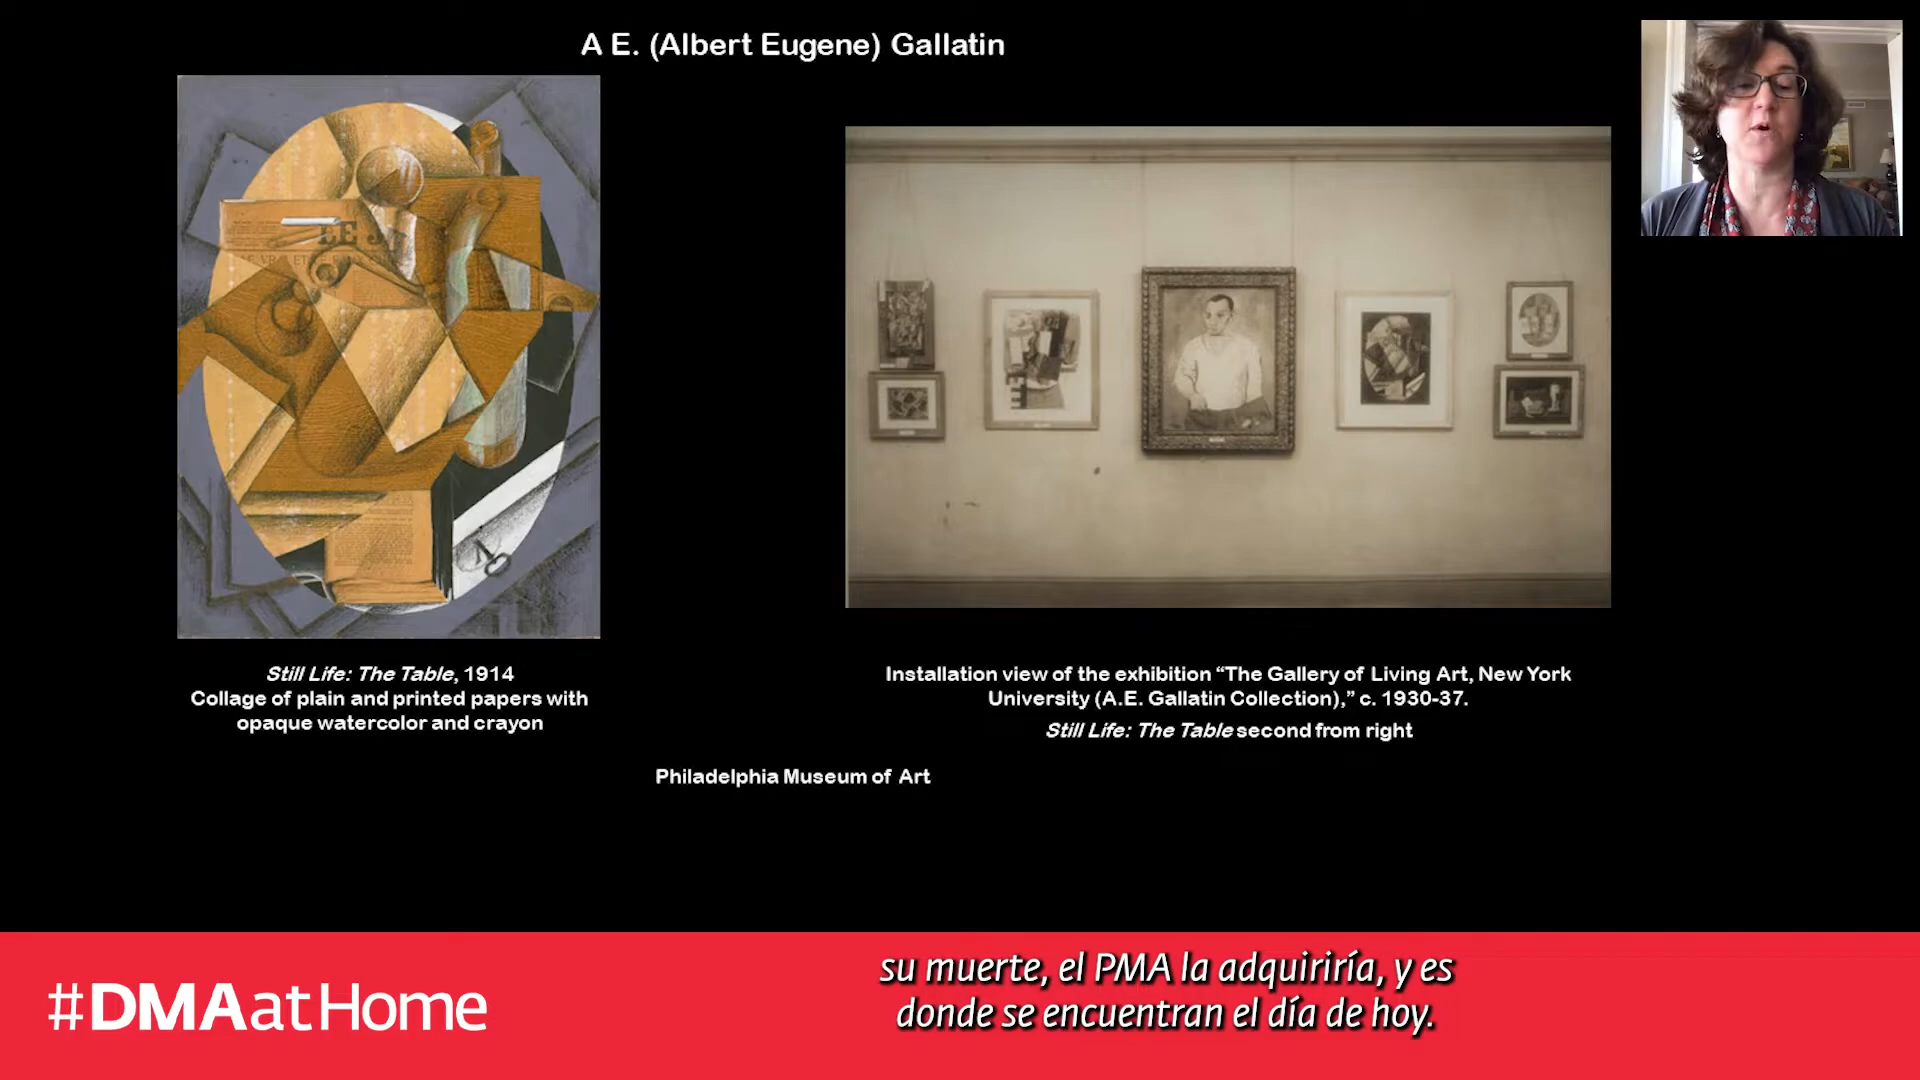 A E. (Albert Eugene) Gallatin
LE J
Still Life: The Table, 1914
Collage of plain and printed papers with
opaque watercolor and crayon
Installation view of the exhibition “The Gallery of Living Art, New York
University (A.E. Gallatin Collection),” c. 1930-37.
Still Life: The Table second from right
Philadelphia Museum of Art
#DMAatHome
su muerte, el PMA la adquiriría, y es
donde se encuentran el día de hoy.